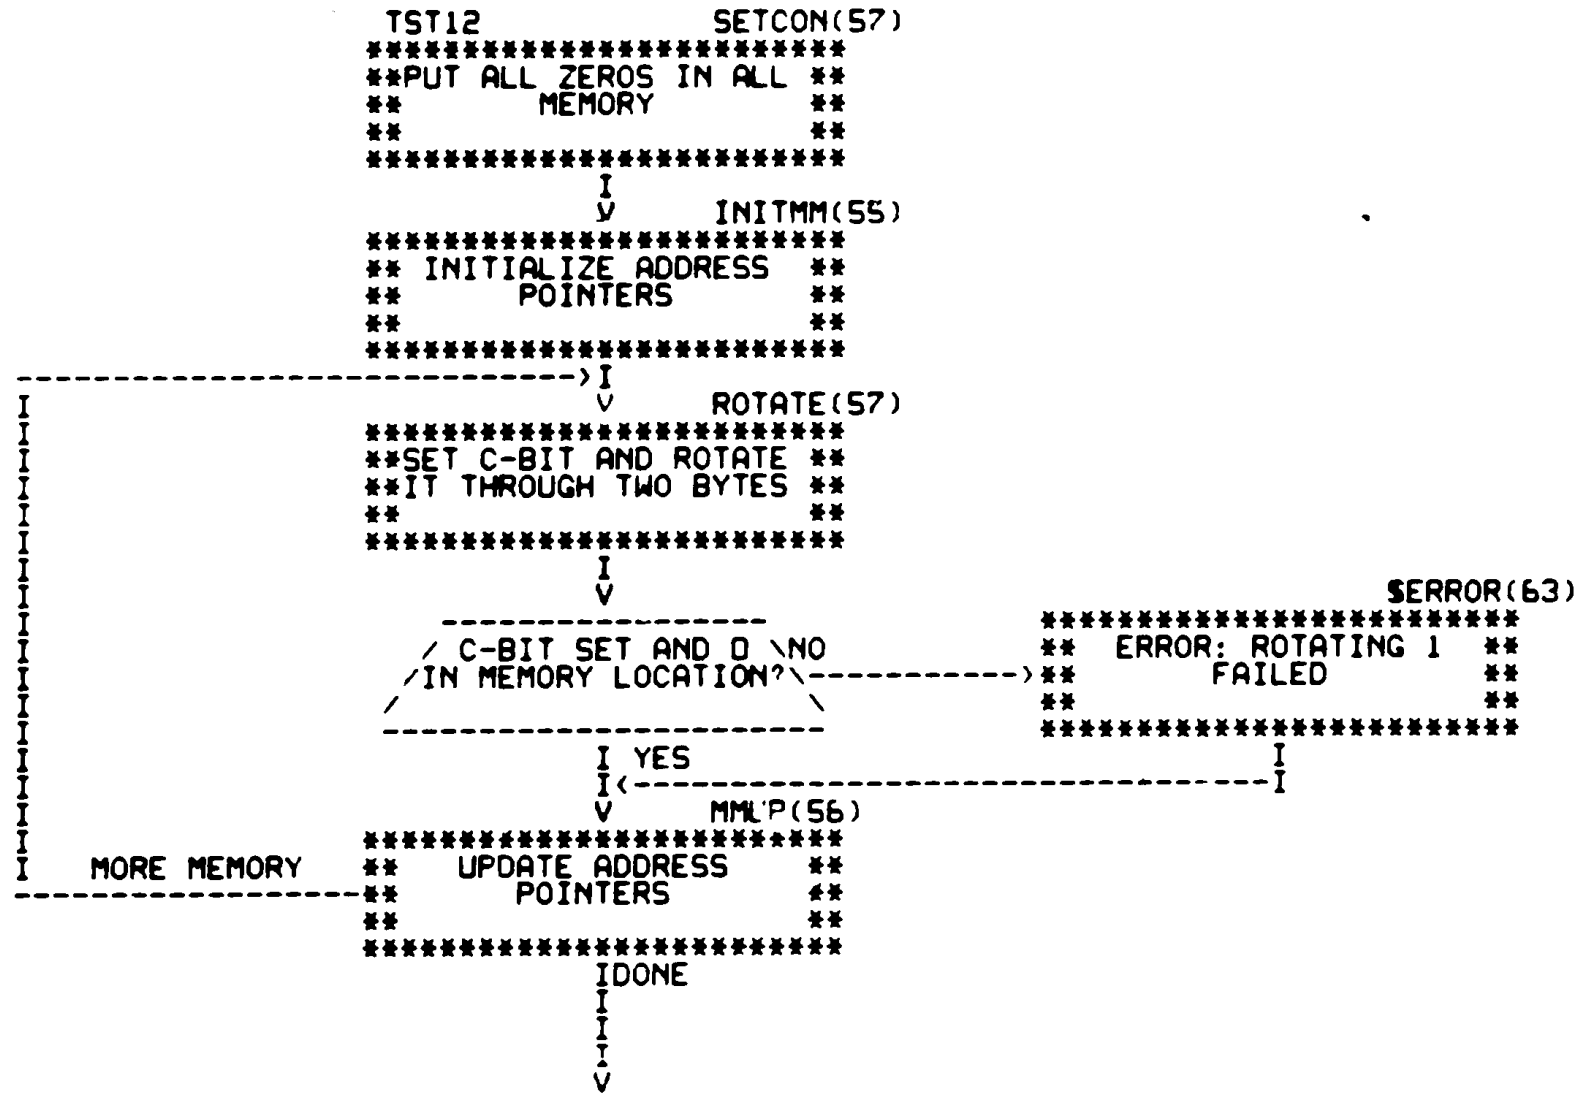 TST12 SETCON(57)
*************************
**PUT ALL ZEROS IN ALL **
** MEMORY **
** **
*************************
I
V INITMM(55)
*************************
** INITIALIZE ADDRESS **
** POINTERS **
** **
*************************
------------------------------>I
I V ROTATE(57)
*************************
**SET C-BIT AND ROTATE **
**IT THROUGH TWO BYTES **
** **
*************************
I
V
$ERROR(63)
----------------- *************************
/ C-BIT SET AND 0 \NO ** ERROR: ROTATING 1 **
/IN MEMORY LOCATION?\----------->** FAILED **
/ \ ** **
----------------------- *************************
I YES I
I<----------------------------------I
V (56)
*************************
I MORE MEMORY ** UPDATE ADDRESS **
------------------** POINTERS **
** **
*************************
IDONE
I
I
I
V